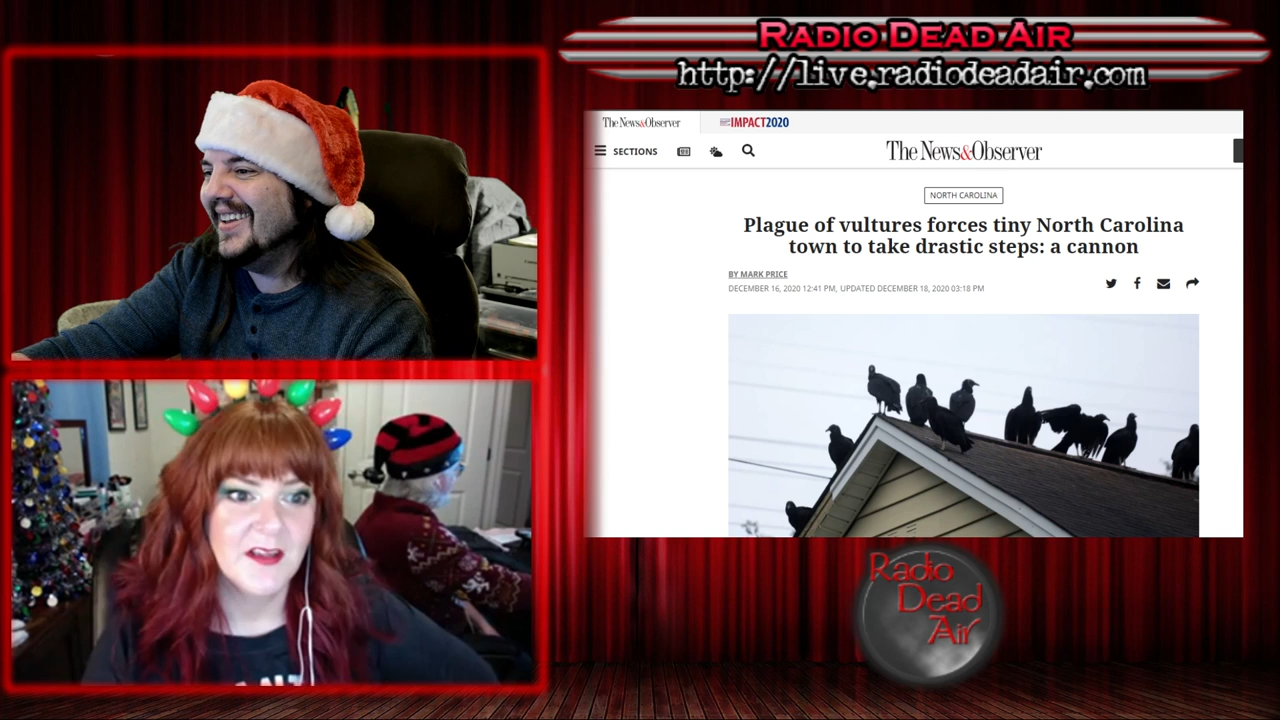 RADIO DEAD AIR
http://live.radiodeadair.com
The News&Observer
IMPACT2020
SECTIONS
The News&Observer
NORTH CAROLINA
Plague of vultures forces tiny North Carolina
town to take drastic steps: a cannon
BY MARK PRICE
DECEMBER 16, 2020 12:41 PM, UPDATED DECEMBER 18, 2020 03:18 PM
Radio
Dead
Air